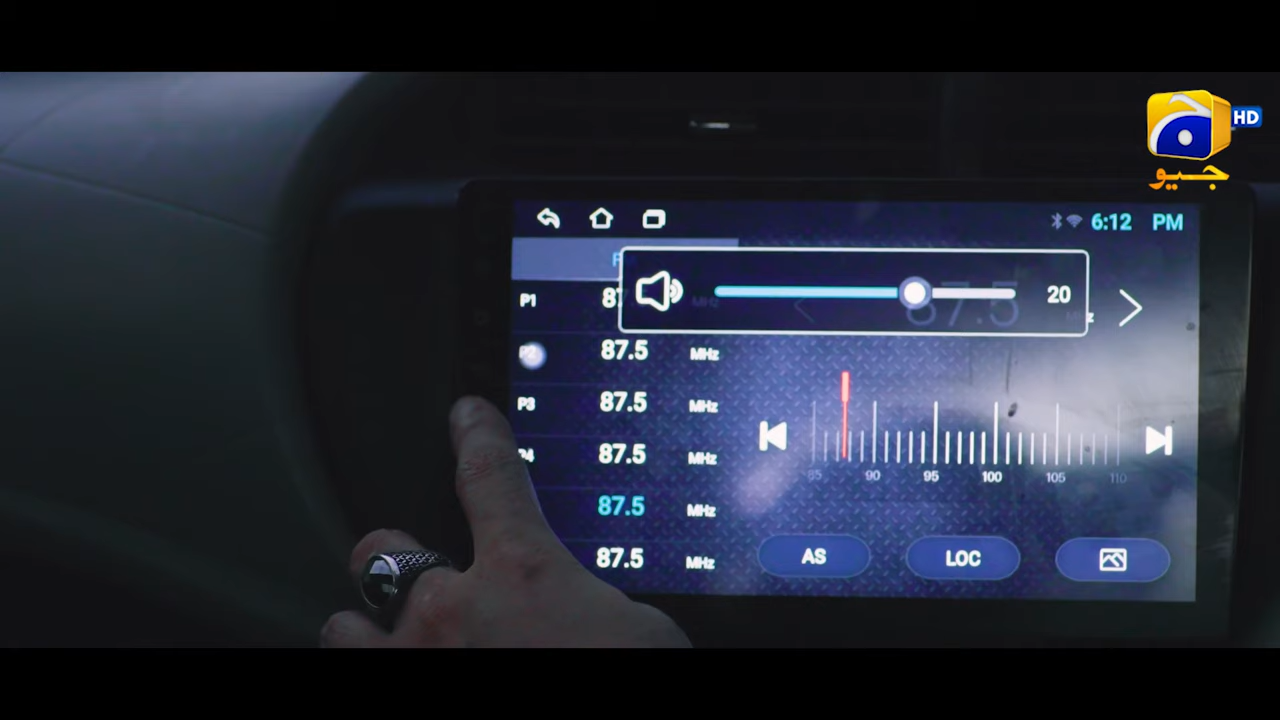 HD
جیو
6:12 PM
20
P1
87.5 MHz
P3 87.5 MHz
87.5 MHz
87.5 MHz
87.5 MHz
87.5
85 90 95 100 105 110
AS LOC